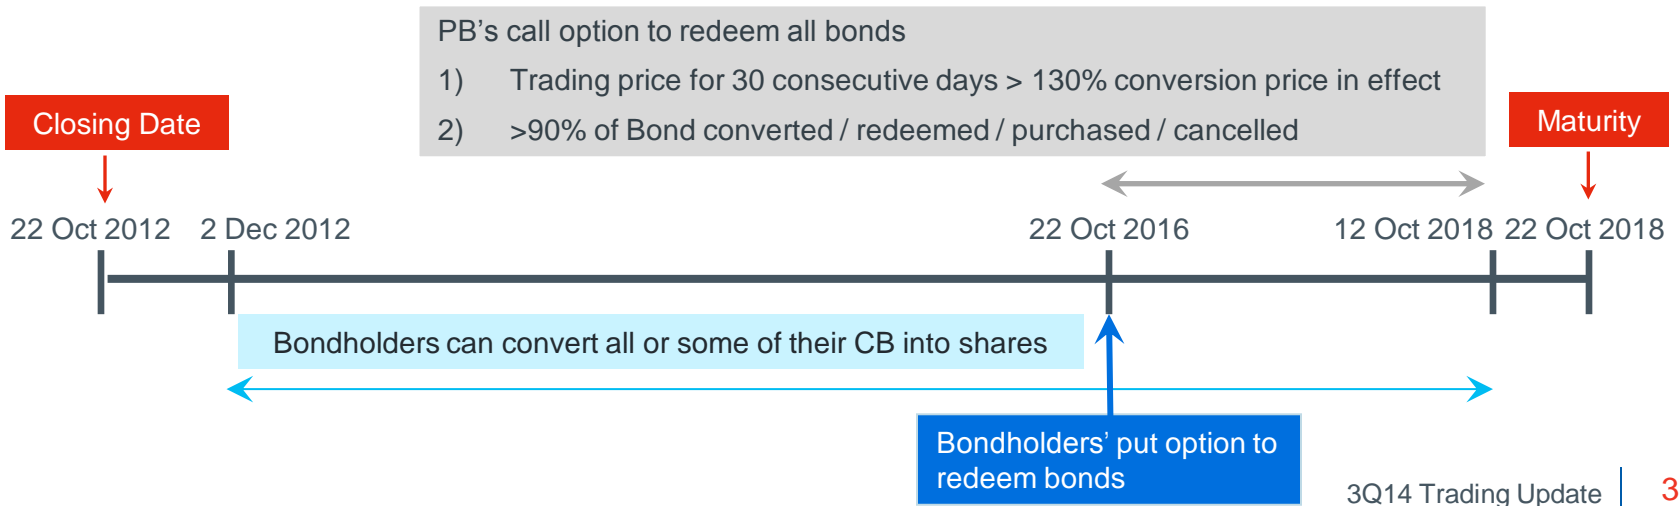 PB's call option to redeem all bonds
1) Trading price for 30 consecutive days > 130% conversion price in effect
2) >90% of Bond converted / redeemed / purchased / cancelled
Closing Date
Maturity
22 Oct 2012
2 Dec 2012
22 Oct 2016
12 Oct 2018
22 Oct 2018
Bondholders can convert all or some of their CB into shares
Bondholders' put option to
redeem bonds
3Q14 Trading Update
3